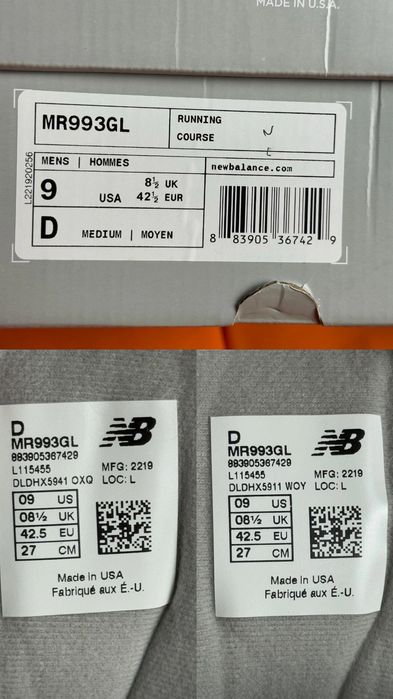 MADE IN U.S.A.
MR993GL
RUNNING
COURSE
L221920256
MENS | HOMMES
newbalance.com
9 USA 8½ UK
42½ EUR
D MEDIUM | MOYEN
8 83905 36742 9
D
MR993GL
883905367429
L115455 MFG: 2219
DLDHX5941 OXQ LOC: L
09 US
08½ UK
42.5 EU
27 CM
Made in USA
Fabriqué aux É.-U.
NB
D
MR993GL
883905367429
L115455 MFG: 2219
DLDHX5911 WOY LOC: L
09 US
08½ UK
42.5 EU
27 CM
Made in USA
Fabriqué aux É.-U.
NB